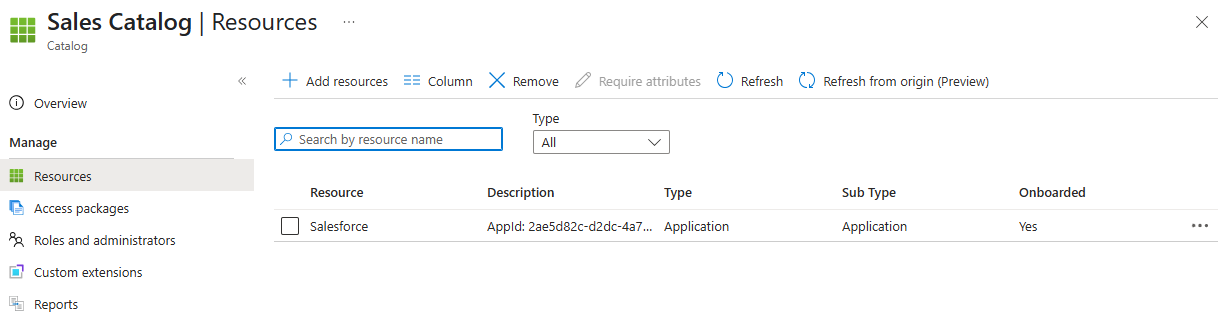 Sales Catalog | Resources ...
Catalog
«
Overview
Manage
Resources
Access packages
Roles and administrators
Custom extensions
Reports
Add resources Column Remove Require attributes Refresh Refresh from origin (Preview)
Type
Search by resource name All
Resource Description Type Sub Type Onboarded
Salesforce AppId: 2ae5d82c-d2dc-4a7... Application Application Yes ...